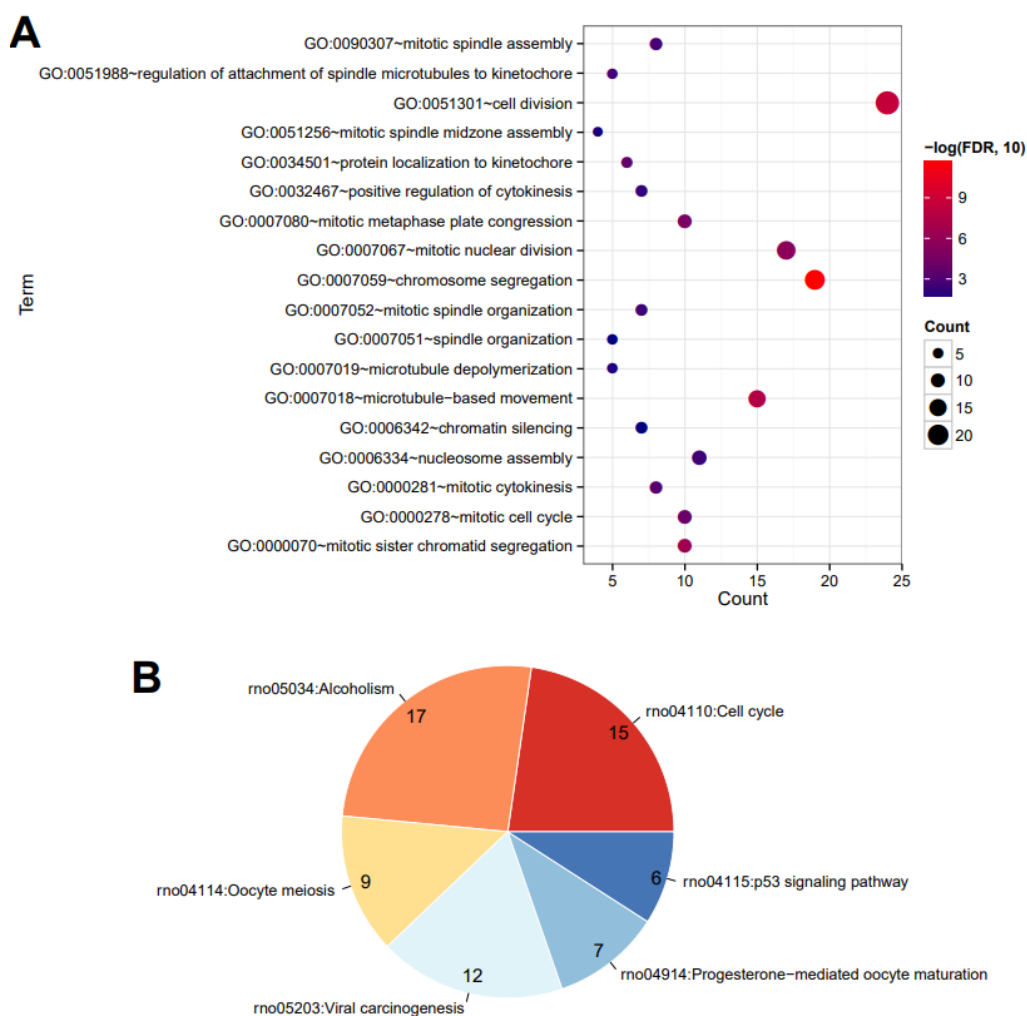 A
GO:0090307~mitotic spindle assembly
GO:0051988~regulation of attachment of spindle microtubules to kinetochore
GO:0051301~cell division
GO:0051256~mitotic spindle midzone assembly
GO:0034501~protein localization to kinetochore
GO:0032467~positive regulation of cytokinesis
GO:0007080~mitotic metaphase plate congression
GO:0007067~mitotic nuclear division
GO:0007059~chromosome segregation
GO:0007052~mitotic spindle organization
GO:0007051~spindle organization
GO:0007019~microtubule depolymerization
GO:0007018~microtubule−based movement
GO:0006342~chromatin silencing
GO:0006334~nucleosome assembly
GO:0000281~mitotic cytokinesis
GO:0000278~mitotic cell cycle
GO:0000070~mitotic sister chromatid segregation
Term
5 10 15 20 25
Count
−log(FDR, 10)
9
6
3
Count
5
10
15
20
B
rno05034:Alcoholism
17
rno04110:Cell cycle
15
rno04114:Oocyte meiosis
9
6
rno04115:p53 signaling pathway
7
rno04914:Progesterone−mediated oocyte maturation
12
rno05203:Viral carcinogenesis